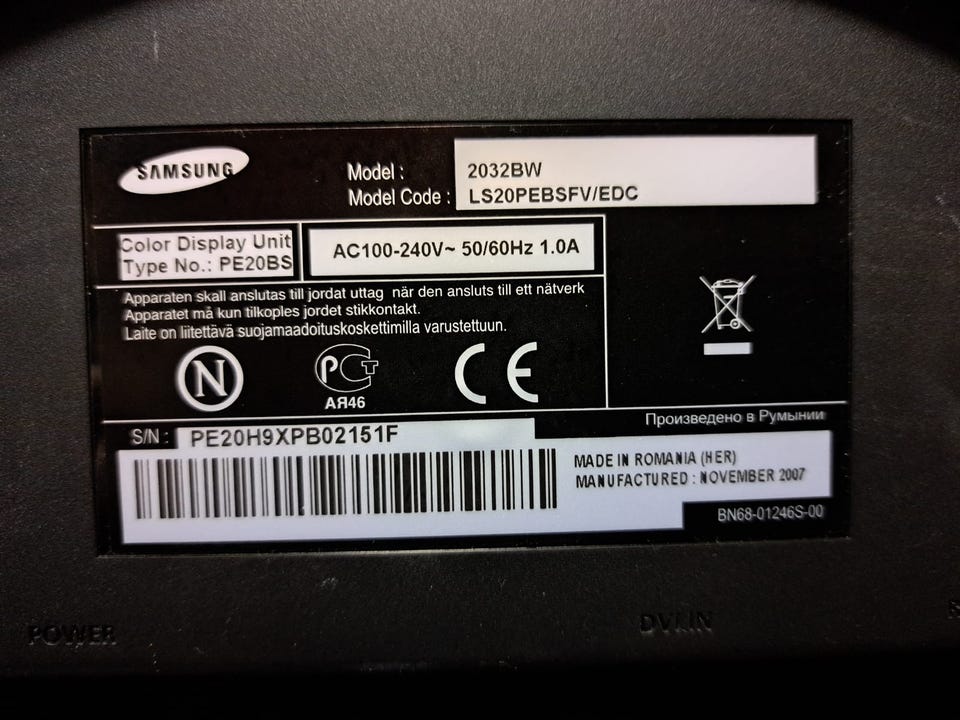 SAMSUNG
Model : 2032BW
Model Code : LS20PEBSFV/EDC
Color Display Unit
Type No.: PE20BS
AC100-240V~ 50/60Hz 1.0A
Apparaten skall anslutas till jordat uttag när den ansluts till ett nätverk
Apparatet må kun tilkoples jordet stikkontakt.
Laite on liitettävä suojamaadoituskoskettimilla varustettuun.
N
РСТ
АЯ46
CE
Произведено в Румынии
S/N : PE20H9XPB02151F
MADE IN ROMANIA (HER)
MANUFACTURED : NOVEMBER 2007
BN68-01246S-00
POWER
DVI IN